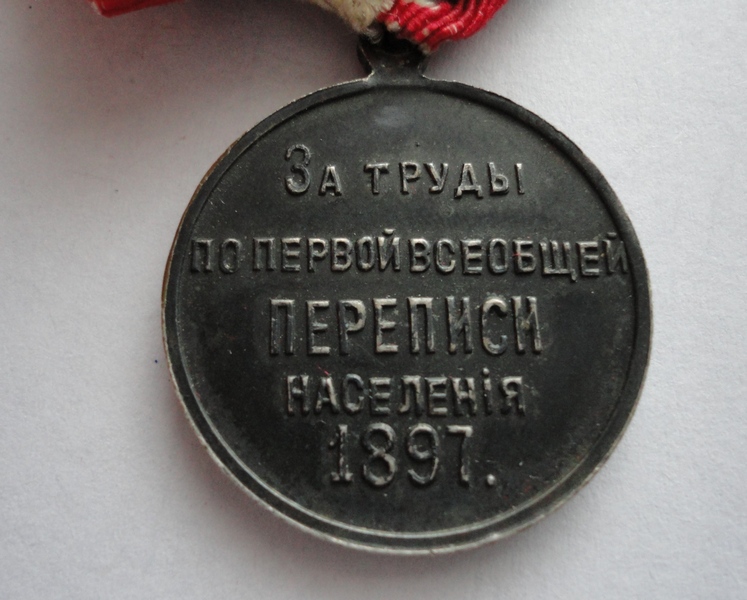 За труды
по первой всеобщей
переписи
населенія
1897.